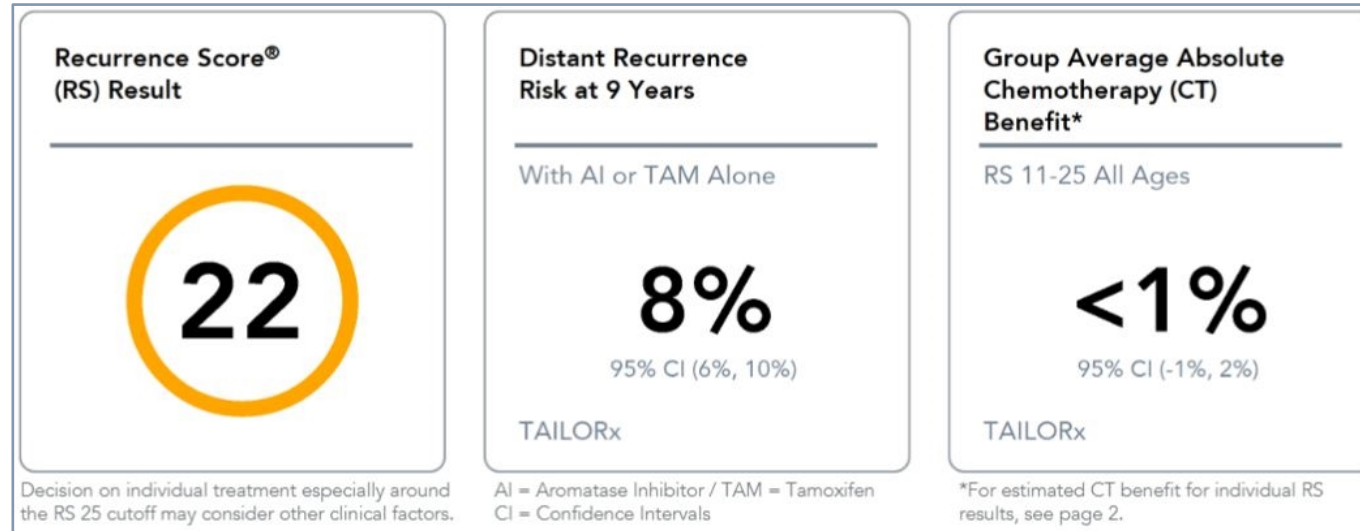 Recurrence Score®
(RS) Result
22
Decision on individual treatment especially around
the RS 25 cutoff may consider other clinical factors.
Distant Recurrence
Risk at 9 Years
With AI or TAM Alone
8%
95% CI (6%, 10%)
TAILORx
AI = Aromatase Inhibitor / TAM = Tamoxifen
CI = Confidence Intervals
Group Average Absolute
Chemotherapy (CT)
Benefit*
RS 11-25 All Ages
<1%
95% CI (-1%, 2%)
TAILORx
*For estimated CT benefit for individual RS
results, see page 2.